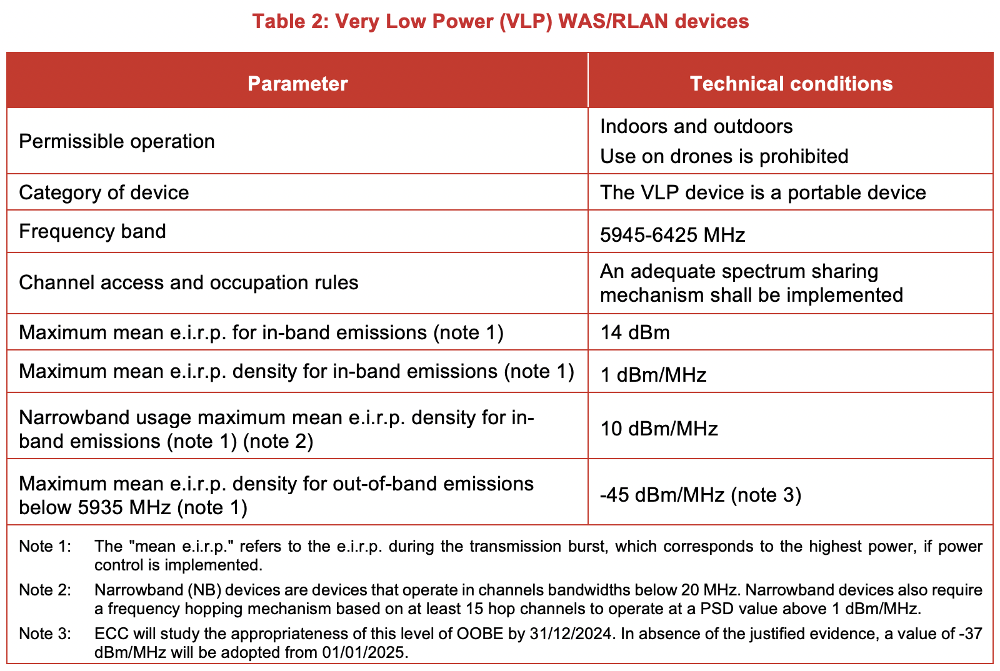 Table 2: Very Low Power (VLP) WAS/RLAN devices
Parameter
Technical conditions
Permissible operation
Indoors and outdoors
Use on drones is prohibited
Category of device
The VLP device is a portable device
Frequency band
5945-6425 MHz
Channel access and occupation rules
An adequate spectrum sharing
mechanism shall be implemented
Maximum mean e.i.r.p. for in-band emissions (note 1)
14 dBm
Maximum mean e.i.r.p. density for in-band emissions (note 1)
1 dBm/MHz
Narrowband usage maximum mean e.i.r.p. density for in-
band emissions (note 1) (note 2)
10 dBm/MHz
Maximum mean e.i.r.p. density for out-of-band emissions
below 5935 MHz (note 1)
-45 dBm/MHz (note 3)
Note 1: The "mean e.i.r.p." refers to the e.i.r.p. during the transmission burst, which corresponds to the highest power, if power
control is implemented.
Note 2: Narrowband (NB) devices are devices that operate in channels bandwidths below 20 MHz. Narrowband devices also require
a frequency hopping mechanism based on at least 15 hop channels to operate at a PSD value above 1 dBm/MHz.
Note 3: ECC will study the appropriateness of this level of OOBE by 31/12/2024. In absence of the justified evidence, a value of -37
dBm/MHz will be adopted from 01/01/2025.